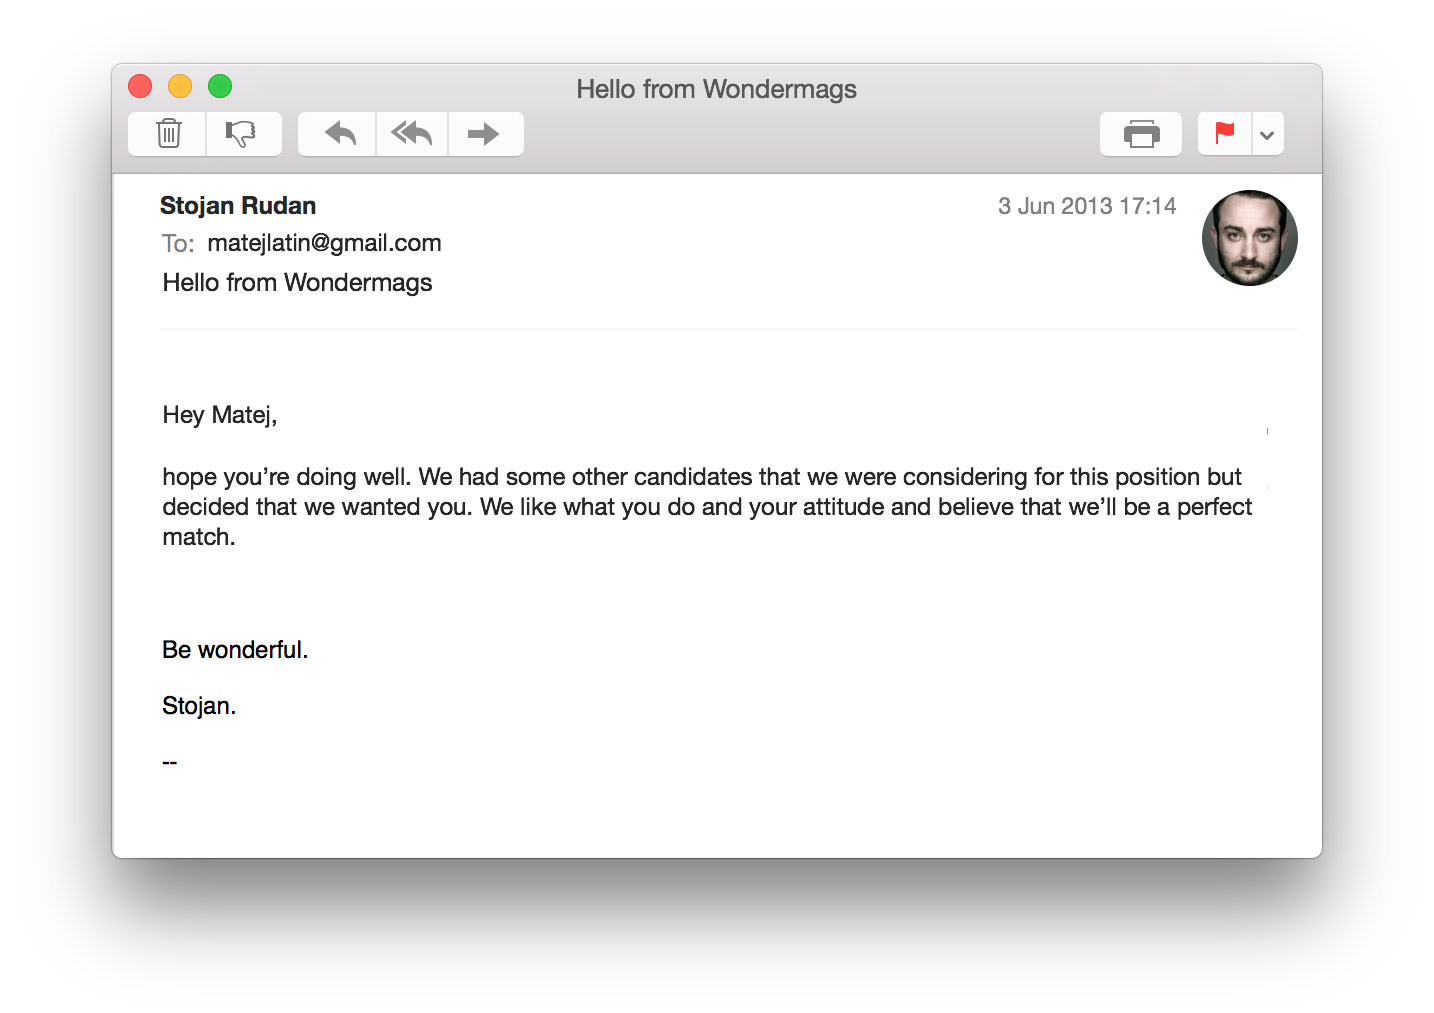 Hello from Wondermags
Stojan Rudan
3 Jun 2013 17:14
To: matejlatin@gmail.com
Hello from Wondermags
Hey Matej,
hope you’re doing well. We had some other candidates that we were considering for this position but
decided that we wanted you. We like what you do and your attitude and believe that we’ll be a perfect
match.
Be wonderful.
Stojan.
--